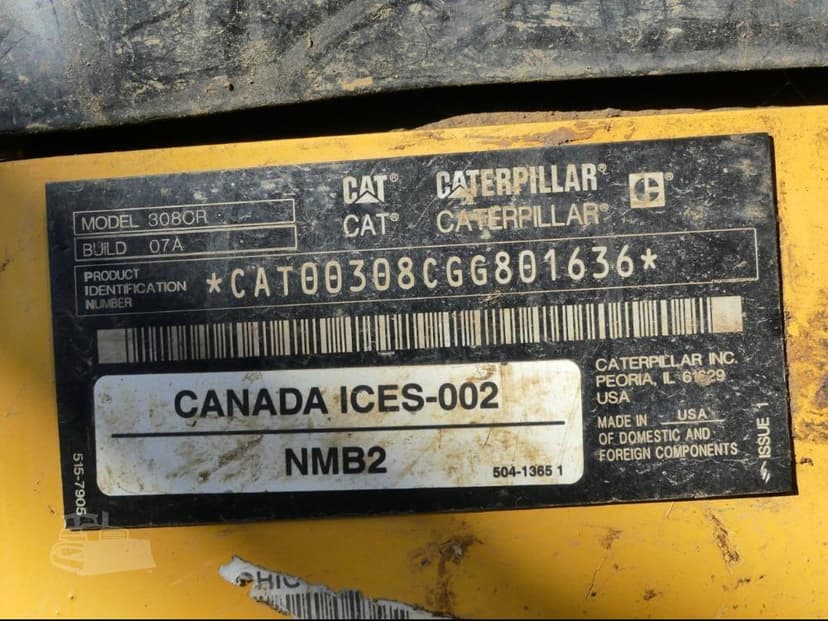 CAT® CATERPILLAR®
CAT® CATERPILLAR®
MODEL 308CR
BUILD 07A
PRODUCT
IDENTIFICATION
NUMBER
*CAT00308CGG801636*
CANADA ICES-002
NMB2
504-1365 1
CATERPILLAR INC.
PEORIA, IL 61629
USA
MADE IN USA
OF DOMESTIC AND
FOREIGN COMPONENTS
ISSUE 1
515-7905
OHIO